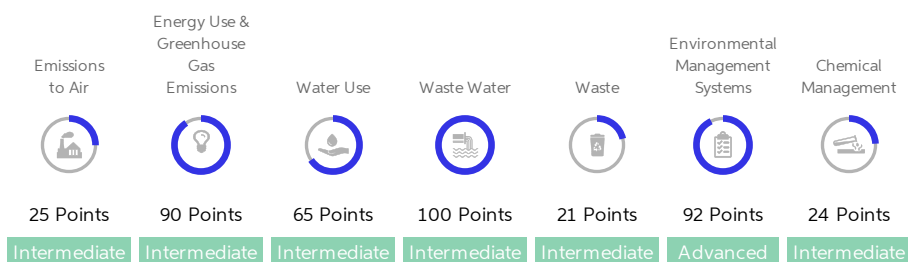 Emissions
to Air
Energy Use &
Greenhouse
Gas
Emissions
Water Use
Waste Water
Waste
Environmental
Management
Systems
Chemical
Management
25 Points
90 Points
65 Points
100 Points
21 Points
92 Points
24 Points
Intermediate
Intermediate
Intermediate
Intermediate
Intermediate
Advanced
Intermediate